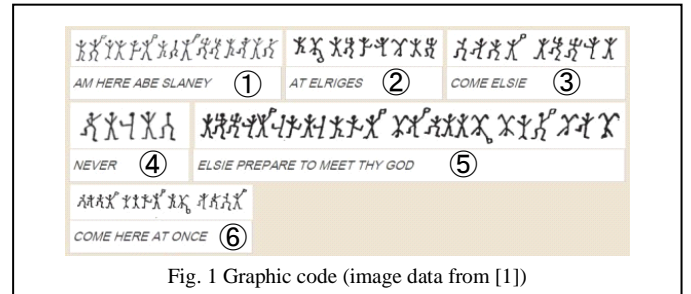 AM HERE ABE SLANEY ①
AT ELRIGES ②
COME ELSIE ③
NEVER ④
ELSIE PREPARE TO MEET THY GOD ⑤
COME HERE AT ONCE ⑥
Fig. 1 Graphic code (image data from [1])